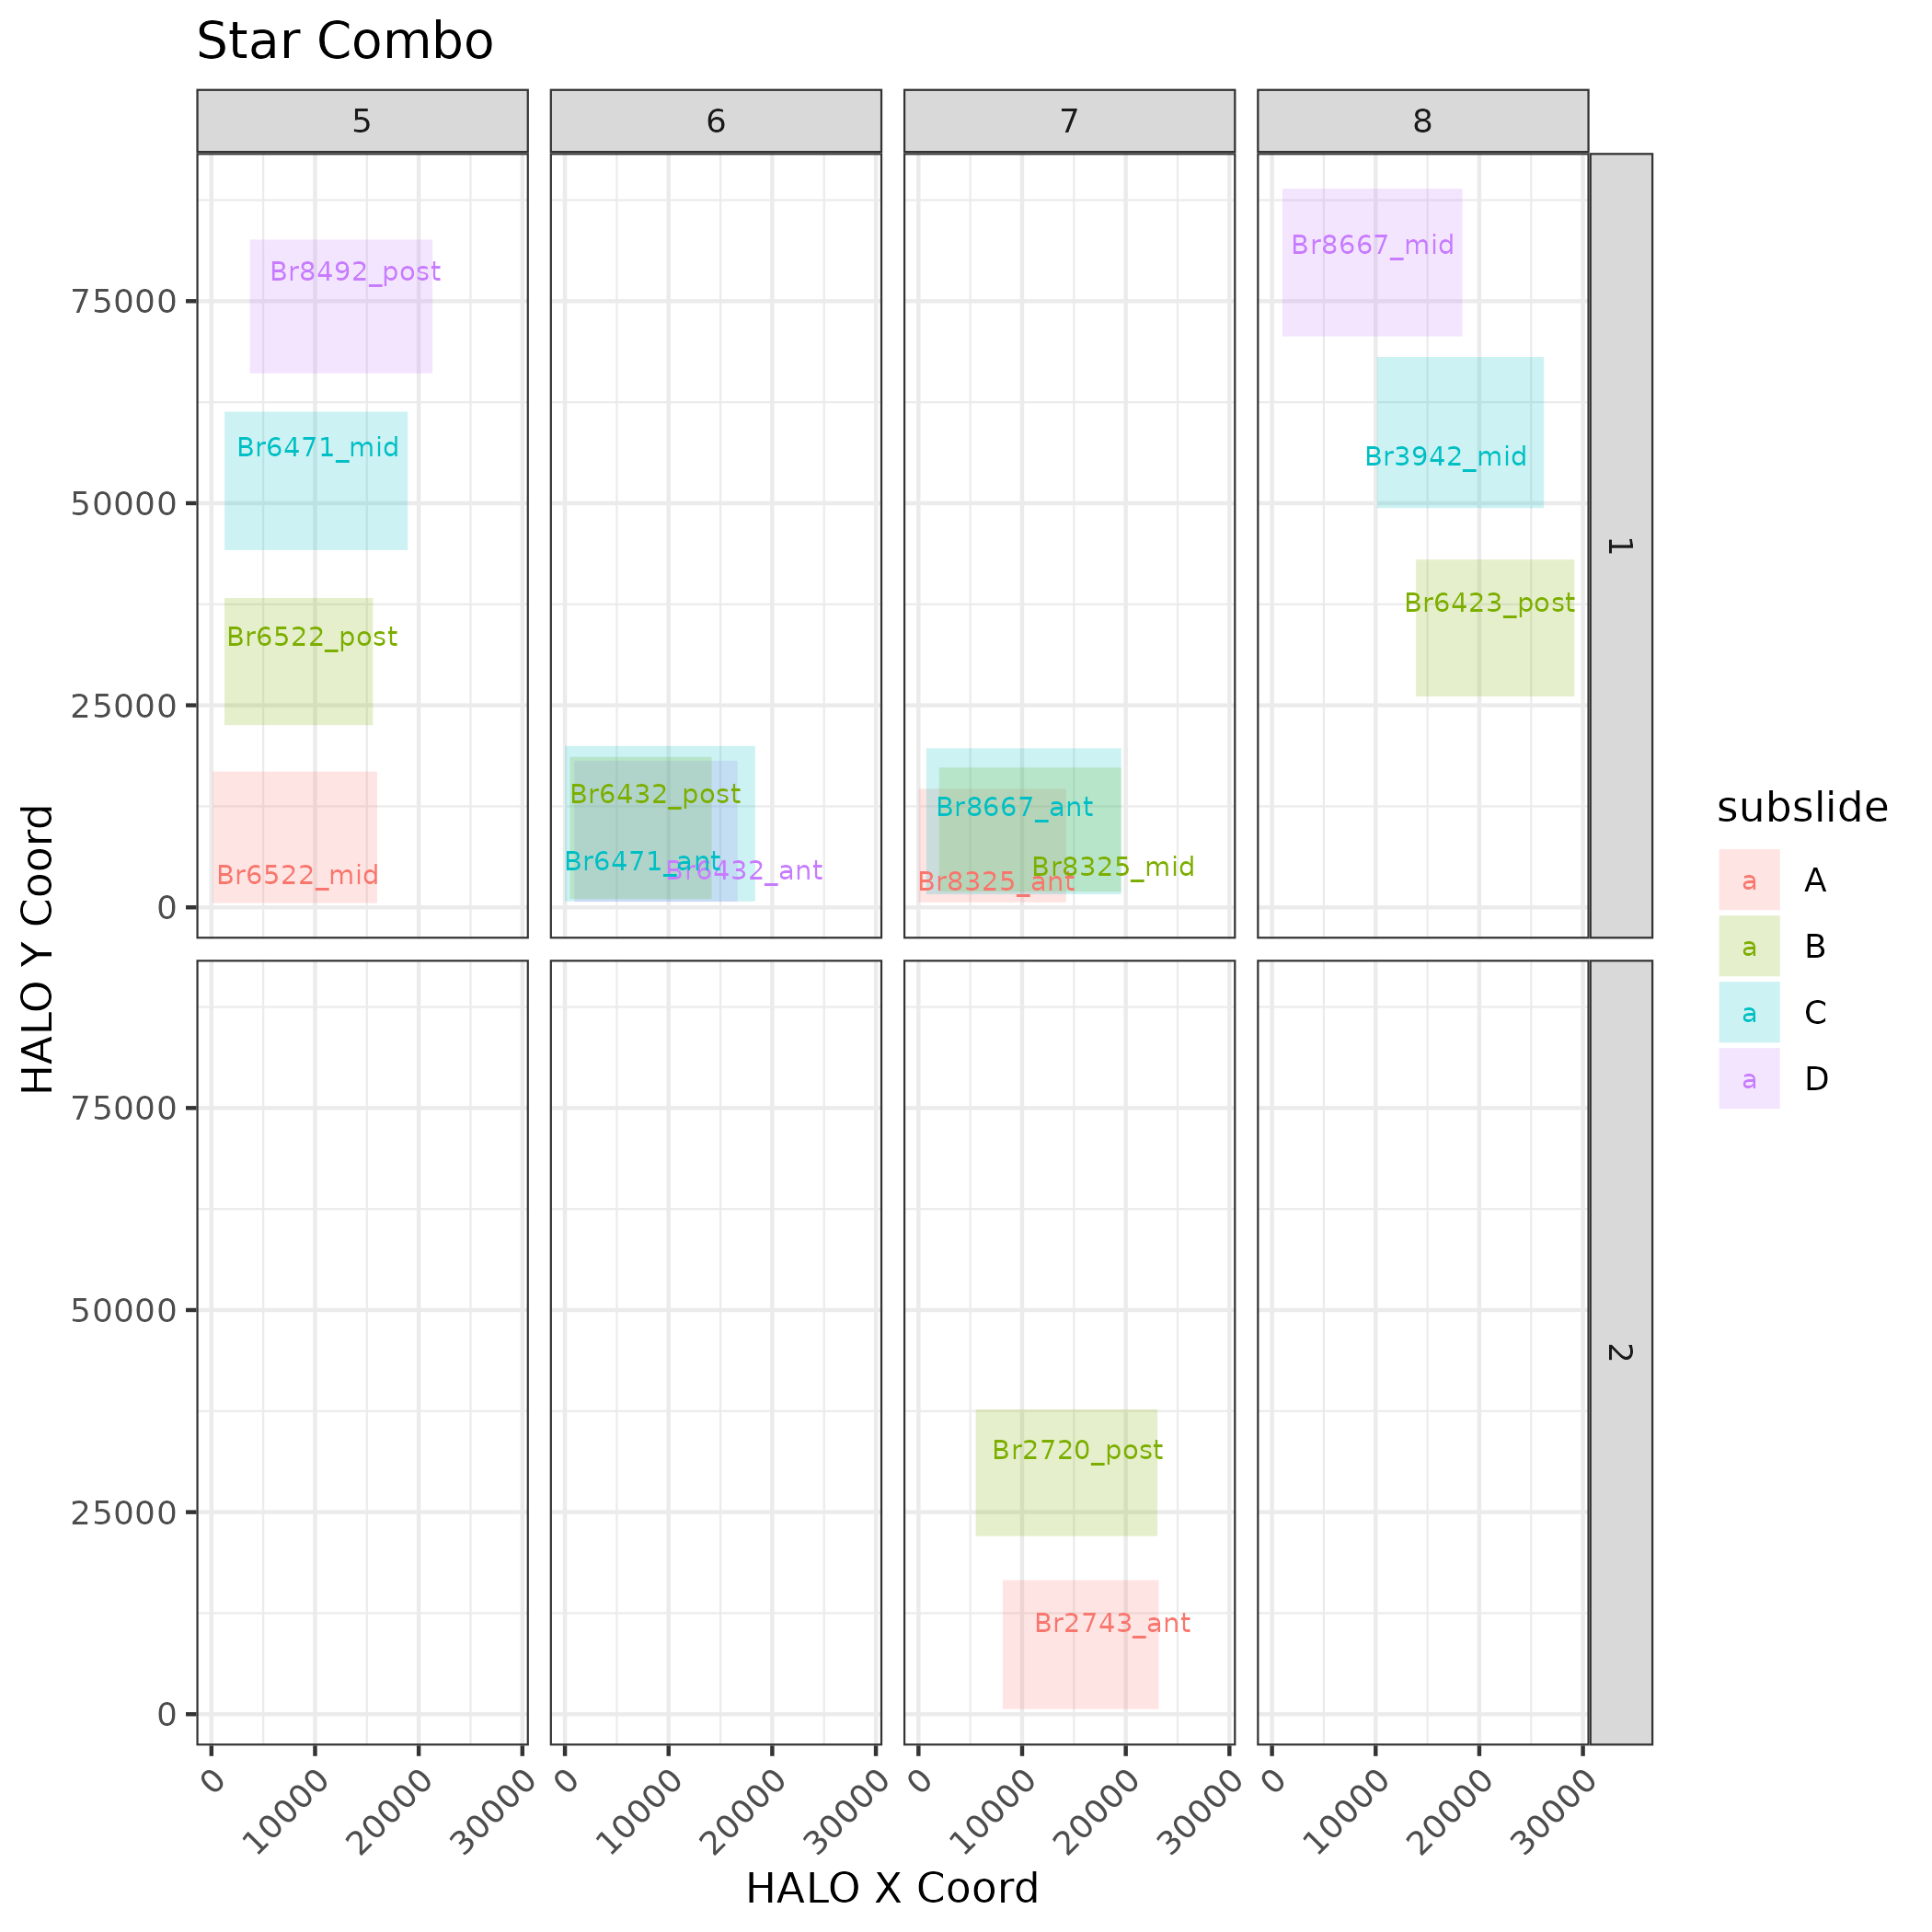 Star Combo
5 6 7 8
Br8492_post
Br6471_mid
Br6522_post
Br6522_mid
Br6432_post
Br6471_ant
Br6432_ant
Br8667_ant
Br8325_mid
Br8325_ant
Br8667_mid
Br3942_mid
Br6423_post
1
75000
50000
25000
0
Br2720_post
Br2743_ant
2
75000
50000
25000
0
0 10000 20000 30000 0 10000 20000 30000 0 10000 20000 30000 0 10000 20000 30000
HALO X Coord
HALO Y Coord
subslide
a A
a B
a C
a D